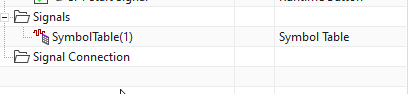 Signals
SymbolTable(1) Symbol Table
Signal Connection